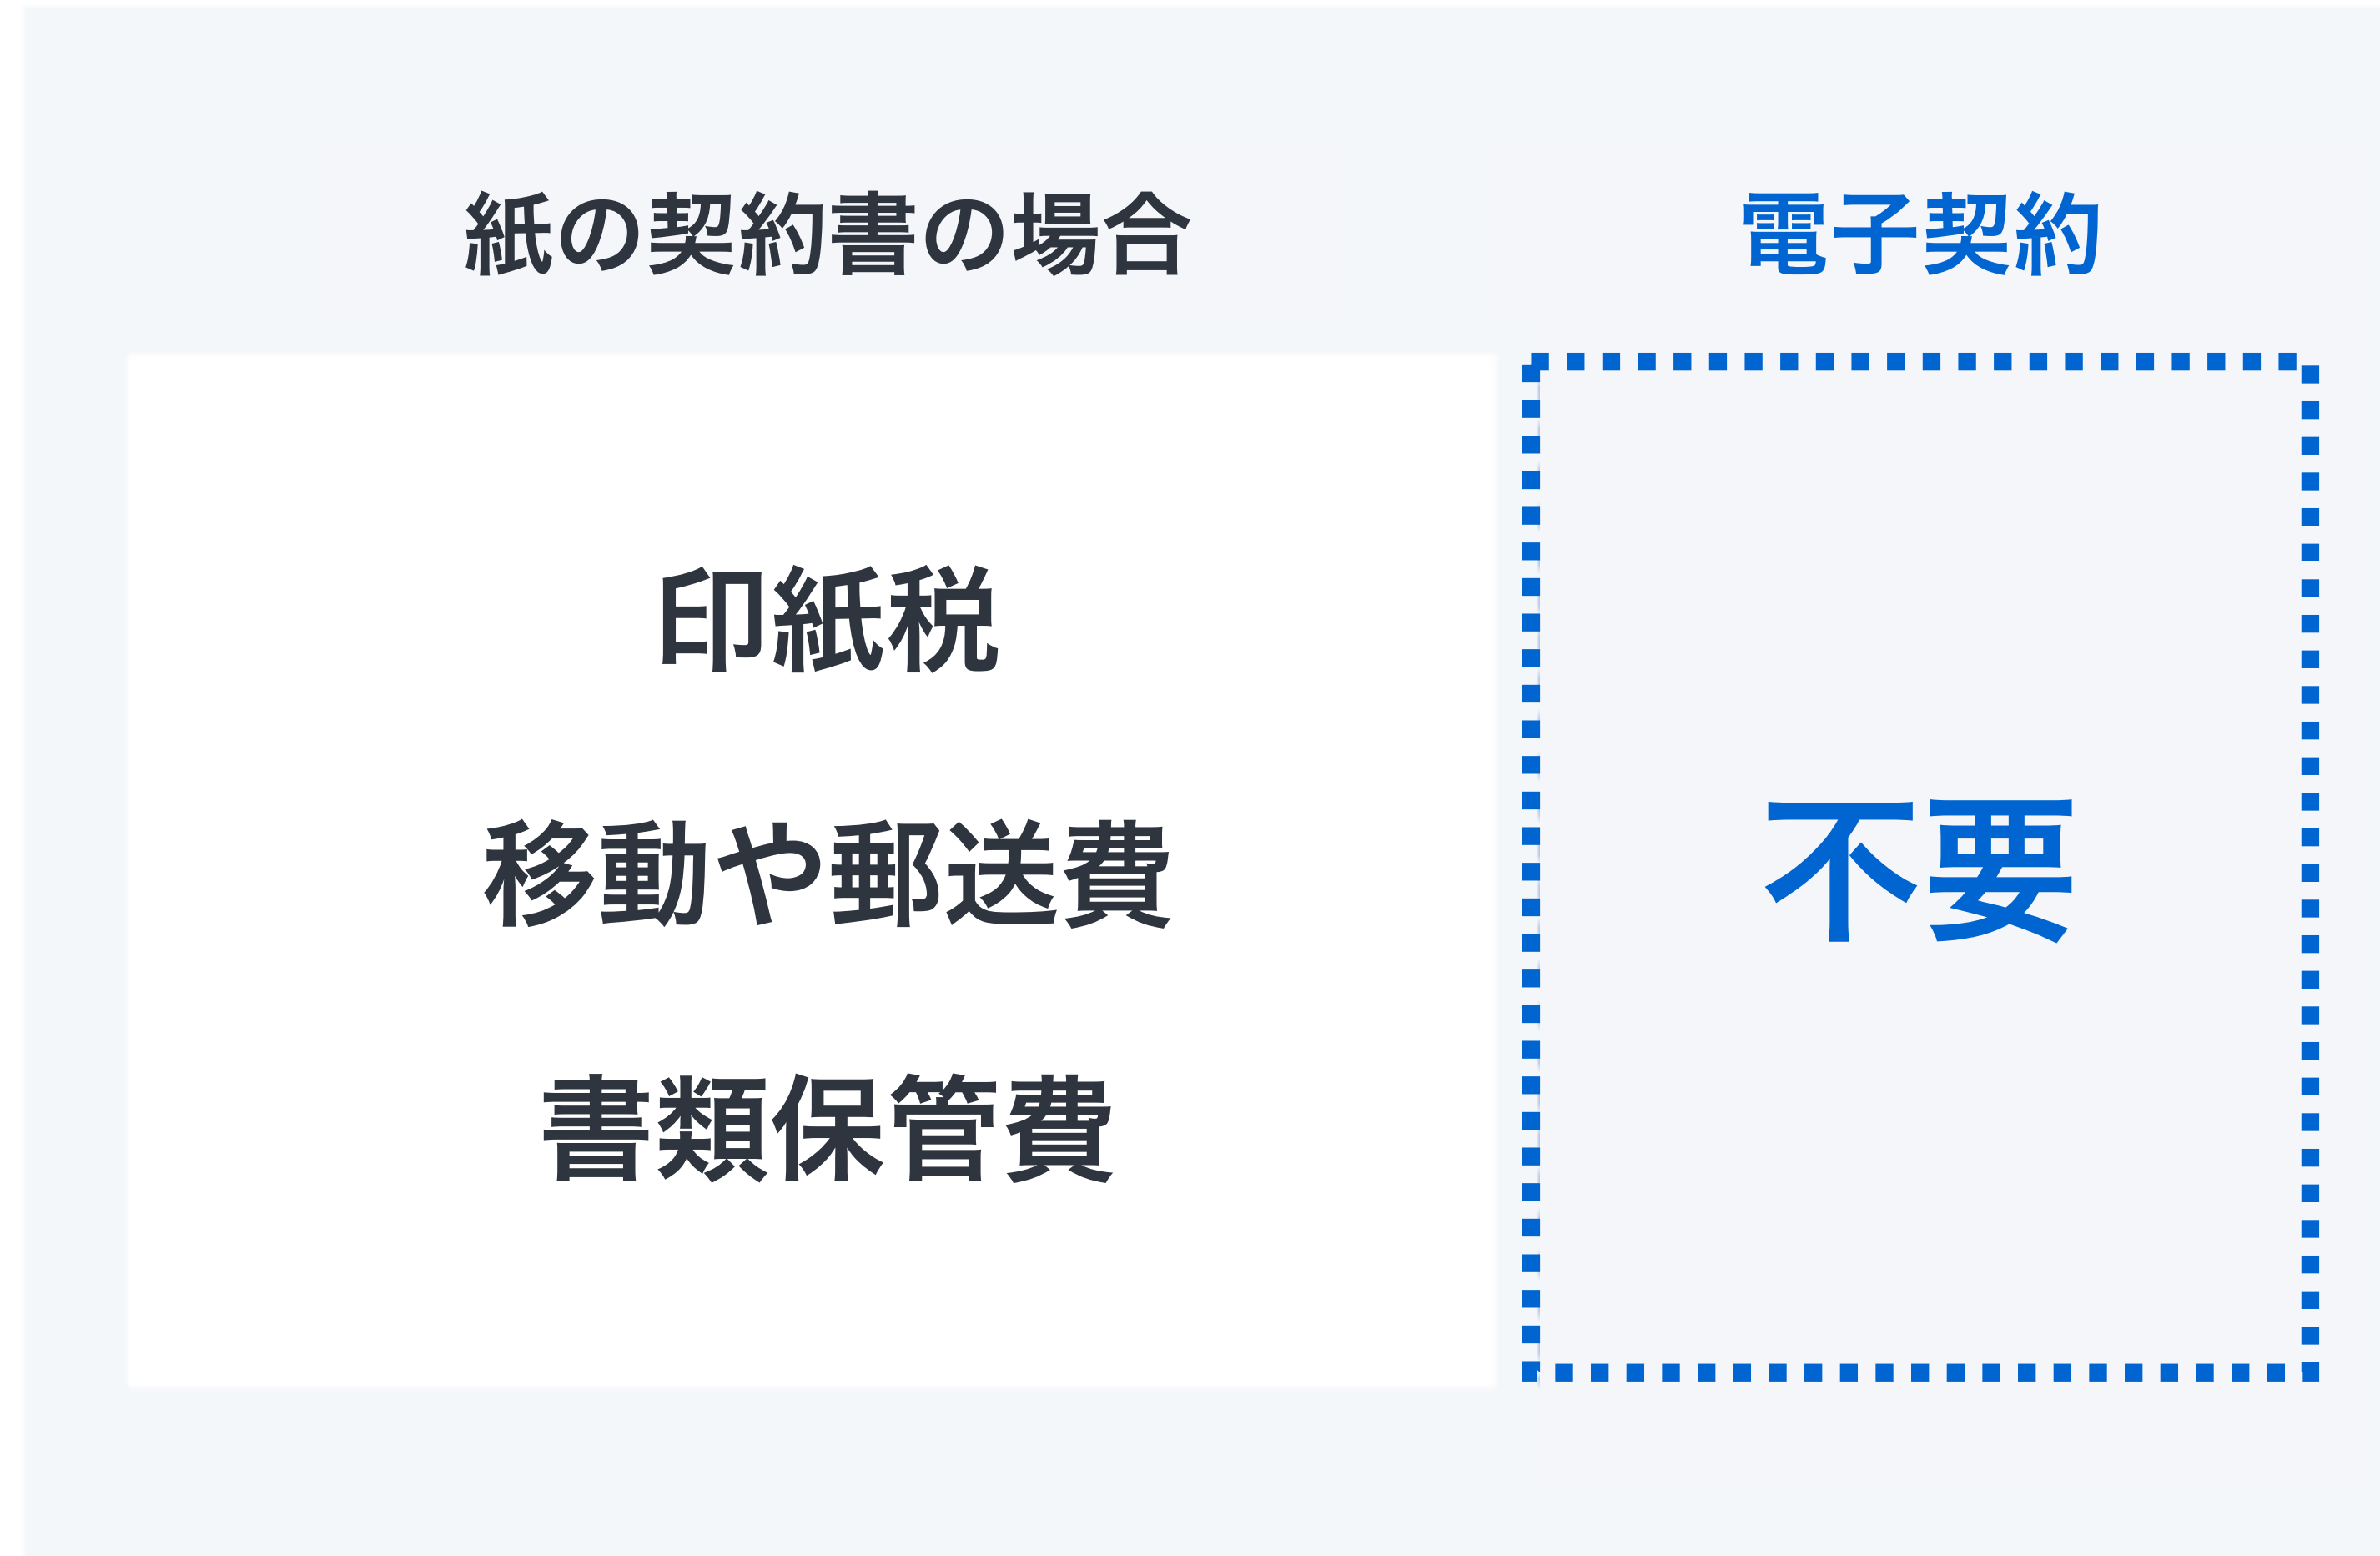 紙の契約書の場合
電子契約
印紙税
移動や郵送費
書類保管費
不要